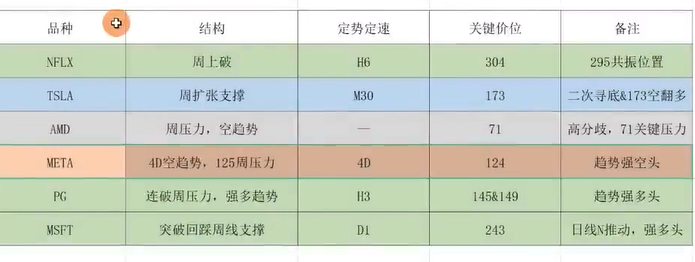 品种 结构 定势定速 关键价位 备注
NFLX 周上破 H6 304 295共振位置
TSLA 周扩张支撑 M30 173 二次寻底&173空翻多
AMD 周压力，空趋势 — 71 高分歧，71关键压力
META 4D空趋势，125周压力 4D 124 趋势强空头
PG 连破周压力，强多趋势 H3 145&149 趋势强多头
MSFT 突破回踩周线支撑 D1 243 日线N推动，强多头